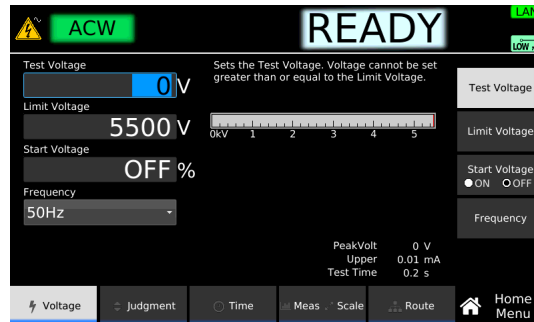 ACW
READY
LAN
LOW
Test Voltage
0 V
Limit Voltage
5500 V
Start Voltage
OFF %
Frequency
50Hz
Sets the Test Voltage. Voltage cannot be set
greater than or equal to the Limit Voltage.
0kV 1 2 3 4 5
PeakVolt 0 V
Upper 0.01 mA
Test Time 0.2 s
Test Voltage
Limit Voltage
Start Voltage
ON OFF
Frequency
Voltage
Judgment
Time
Meas / Scale
Route
Home
Menu